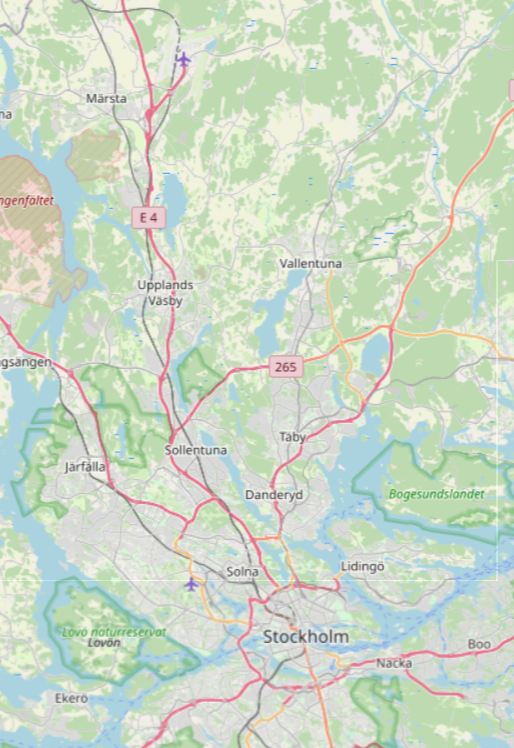 Märsta
ngenfältet
E 4
Vallentuna
Upplands
Väsby
gsängen
265
Täby
Sollentuna
Järfälla
Danderyd
Bogesundslandet
Lidingö
Solna
Lovö naturreservat
Lovön
Stockholm
Boo
Nacka
Ekerö